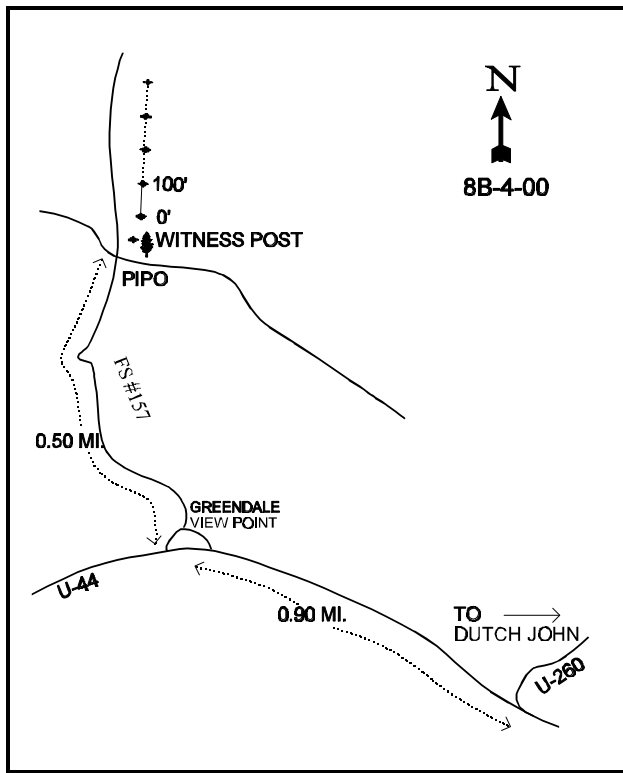 N
8B-4-00
100'
0'
WITNESS POST
PIPO
FS #157
0.50 MI.
GREENDALE
VIEW POINT
U-44
0.90 MI.
TO
DUTCH JOHN
U-260